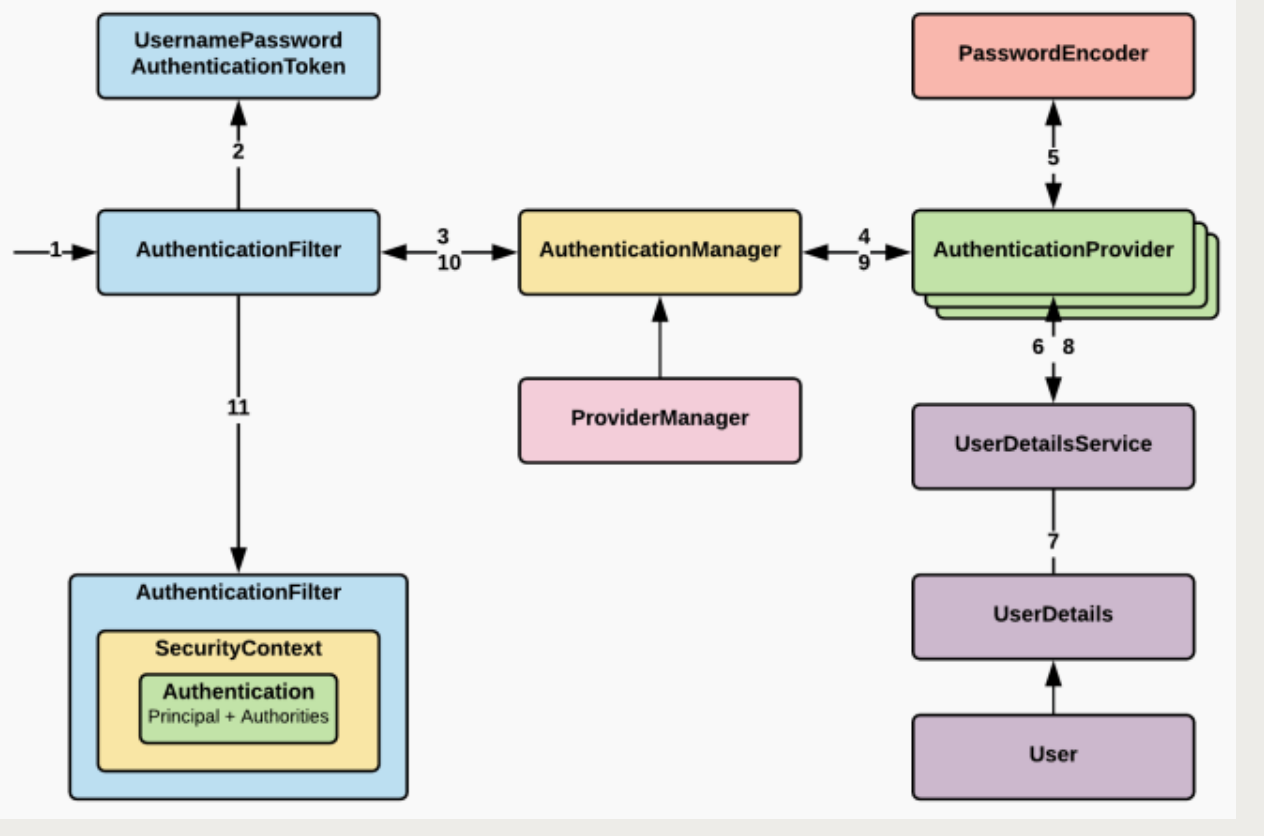 UsernamePassword
AuthenticationToken
PasswordEncoder
2
5
1
AuthenticationFilter
3
10
AuthenticationManager
4
9
AuthenticationProvider
6 8
11
ProviderManager
UserDetailsService
7
AuthenticationFilter
SecurityContext
Authentication
Principal + Authorities
UserDetails
User